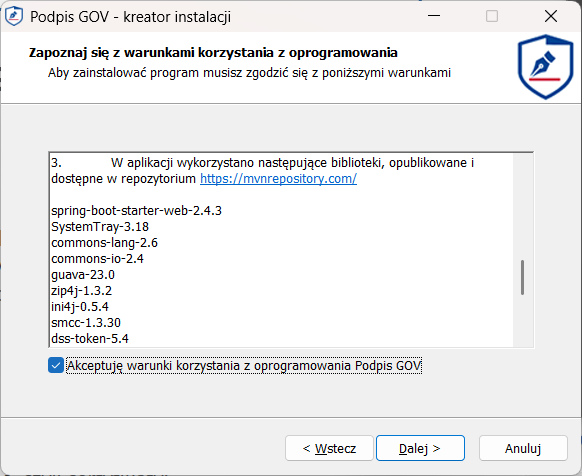 Podpis GOV - kreator instalacji
Zapoznaj się z warunkami korzystania z oprogramowania
Aby zainstalować program musisz zgodzić się z poniższymi warunkami
3. W aplikacji wykorzystano następujące biblioteki, opublikowane i
dostępne w repozytorium https://mvnrepository.com/
spring-boot-starter-web-2.4.3
SystemTray-3.18
commons-lang-2.6
commons-io-2.4
guava-23.0
zip4j-1.3.2
ini4j-0.5.4
smcc-1.3.30
dss-token-5.4
Akceptuję warunki korzystania z oprogramowania Podpis GOV
< Wstecz
Dalej >
Anuluj